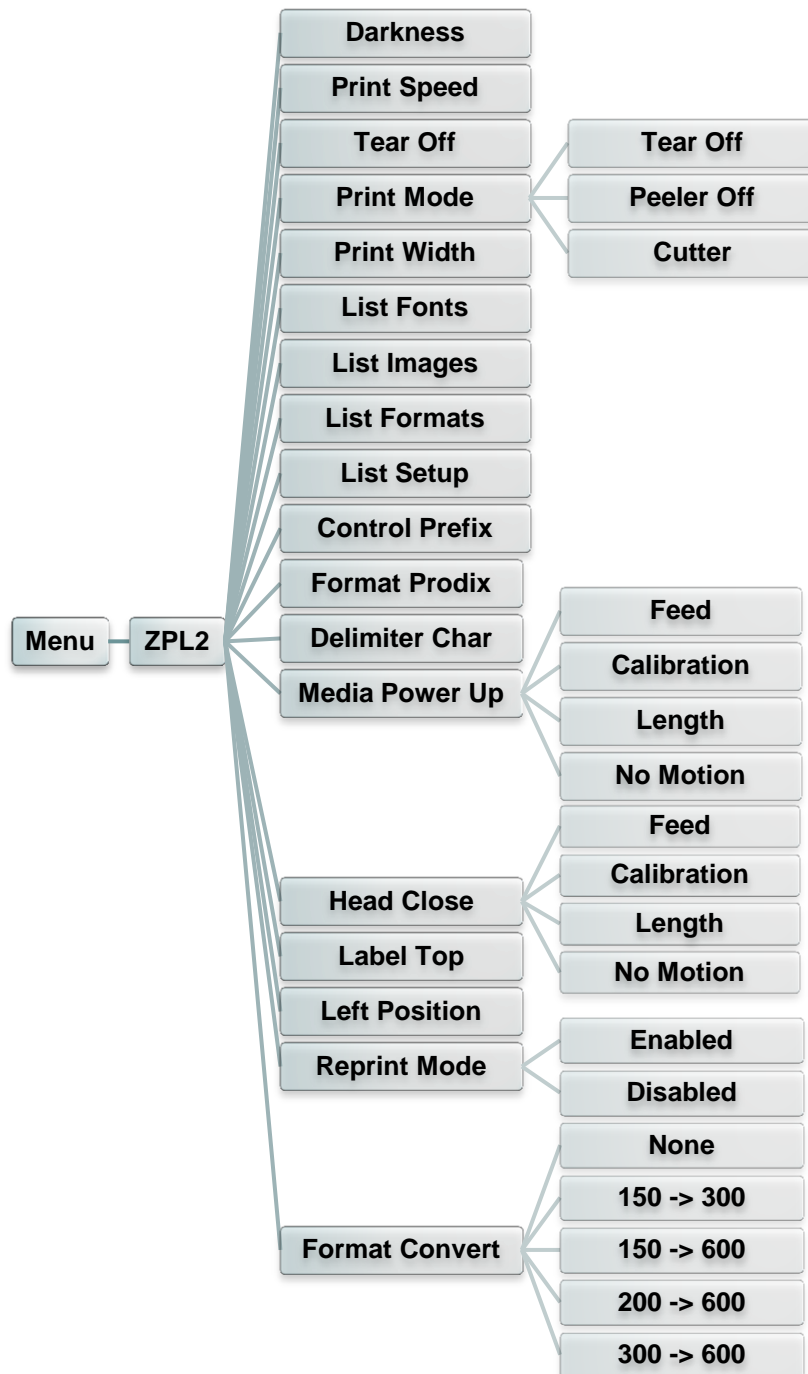 Menu
ZPL2
Darkness
Print Speed
Tear Off
Print Mode
Tear Off
Peeler Off
Cutter
Print Width
List Fonts
List Images
List Formats
List Setup
Control Prefix
Format Prodix
Delimiter Char
Media Power Up
Feed
Calibration
Length
No Motion
Head Close
Feed
Calibration
Length
No Motion
Label Top
Left Position
Reprint Mode
Enabled
Disabled
Format Convert
None
150 -> 300
150 -> 600
200 -> 600
300 -> 600